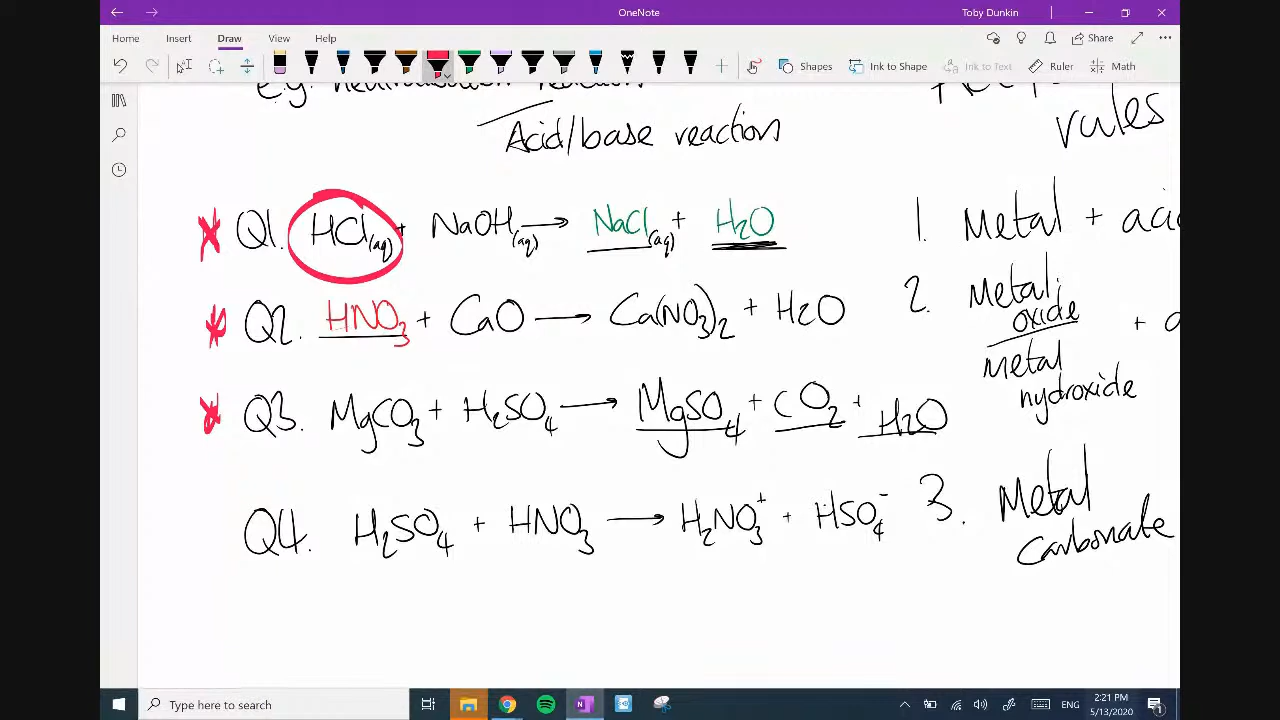 OneNote
Toby Dunkin
Home Insert Draw View Help
Share
Shapes Ink to Shape Ink to Text Ruler Math
e.g. neutralisation reaction
rules
Acid/base reaction
Q1. HCl(aq) + NaOH(aq) → NaCl(aq) + H2O
1. Metal + aci
Q2. HNO3 + CaO → Ca(NO3)2 + H2O
2. Metal
oxide
metal
hydroxide
+ a
Q3. MgCO3 + H2SO4 → MgSO4 + CO2 + H2O
Q4. H2SO4 + HNO3 → H2NO3+ + HSO4-
3. Metal
carbonate
Type here to search
ENG
2:21 PM
5/13/2020